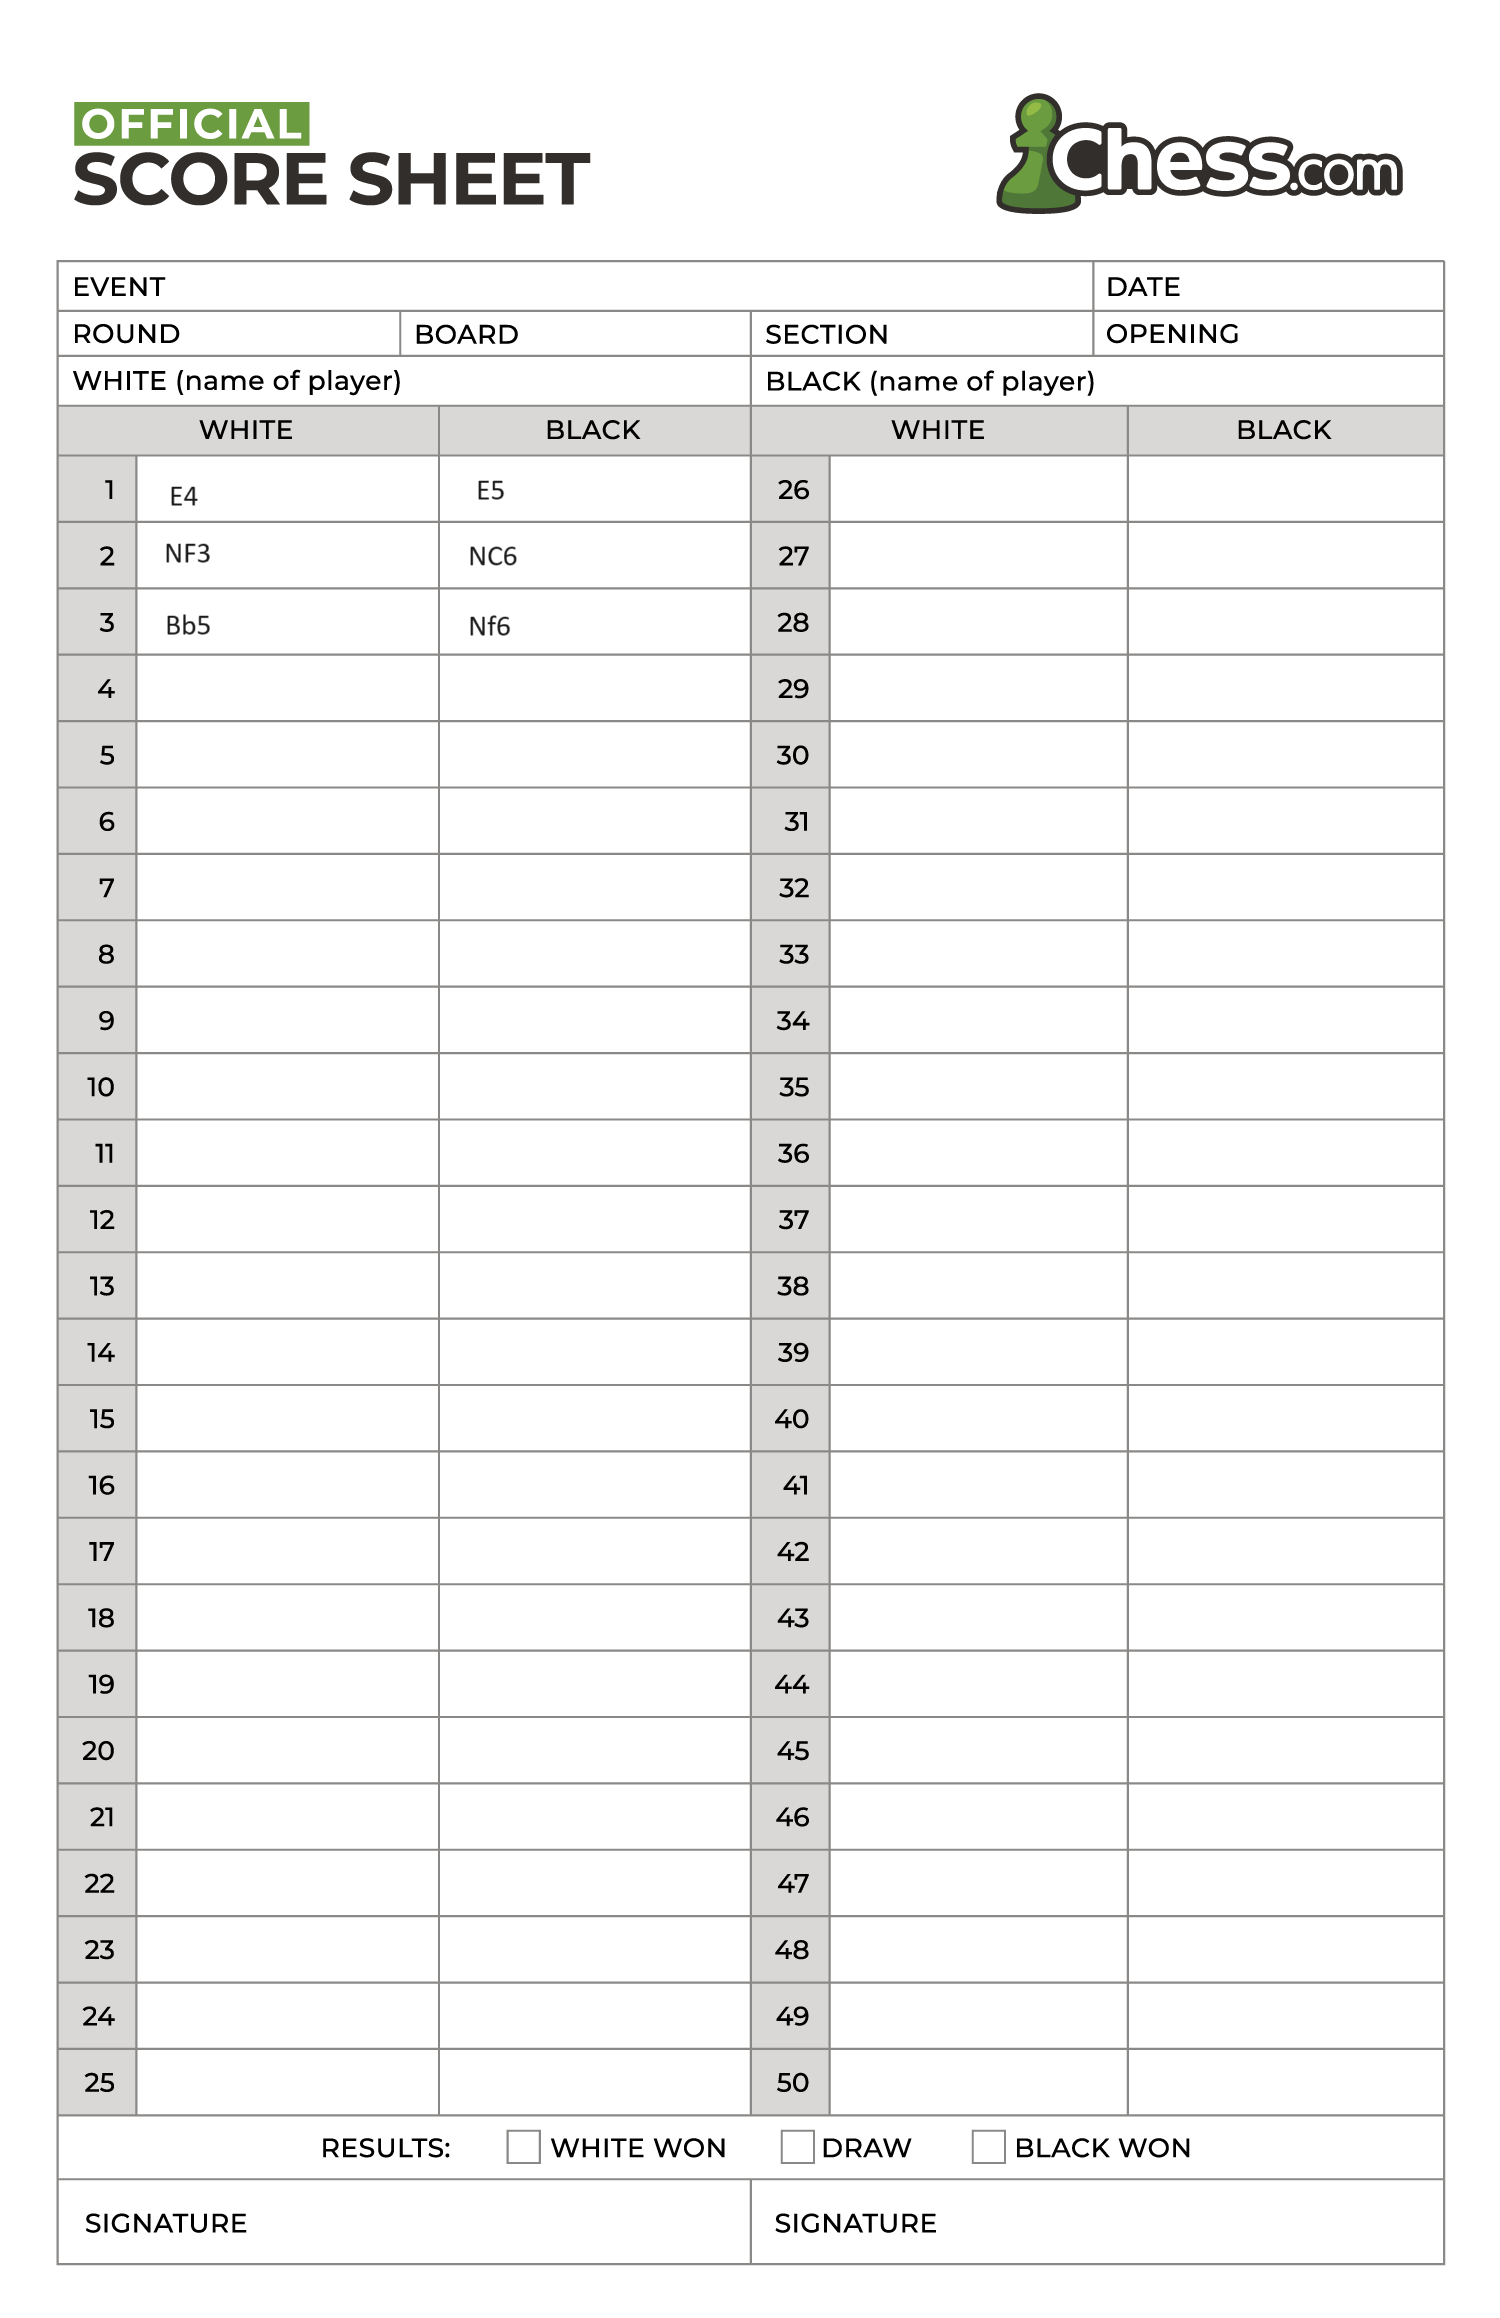 OFFICIAL
SCORE SHEET
Chess.com
EVENT DATE
ROUND BOARD SECTION OPENING
WHITE (name of player) BLACK (name of player)
WHITE BLACK WHITE BLACK
1 E4 E5 26
2 NF3 NC6 27
3 Bb5 Nf6 28
4 29
5 30
6 31
7 32
8 33
9 34
10 35
11 36
12 37
13 38
14 39
15 40
16 41
17 42
18 43
19 44
20 45
21 46
22 47
23 48
24 49
25 50
RESULTS: WHITE WON DRAW BLACK WON
SIGNATURE SIGNATURE